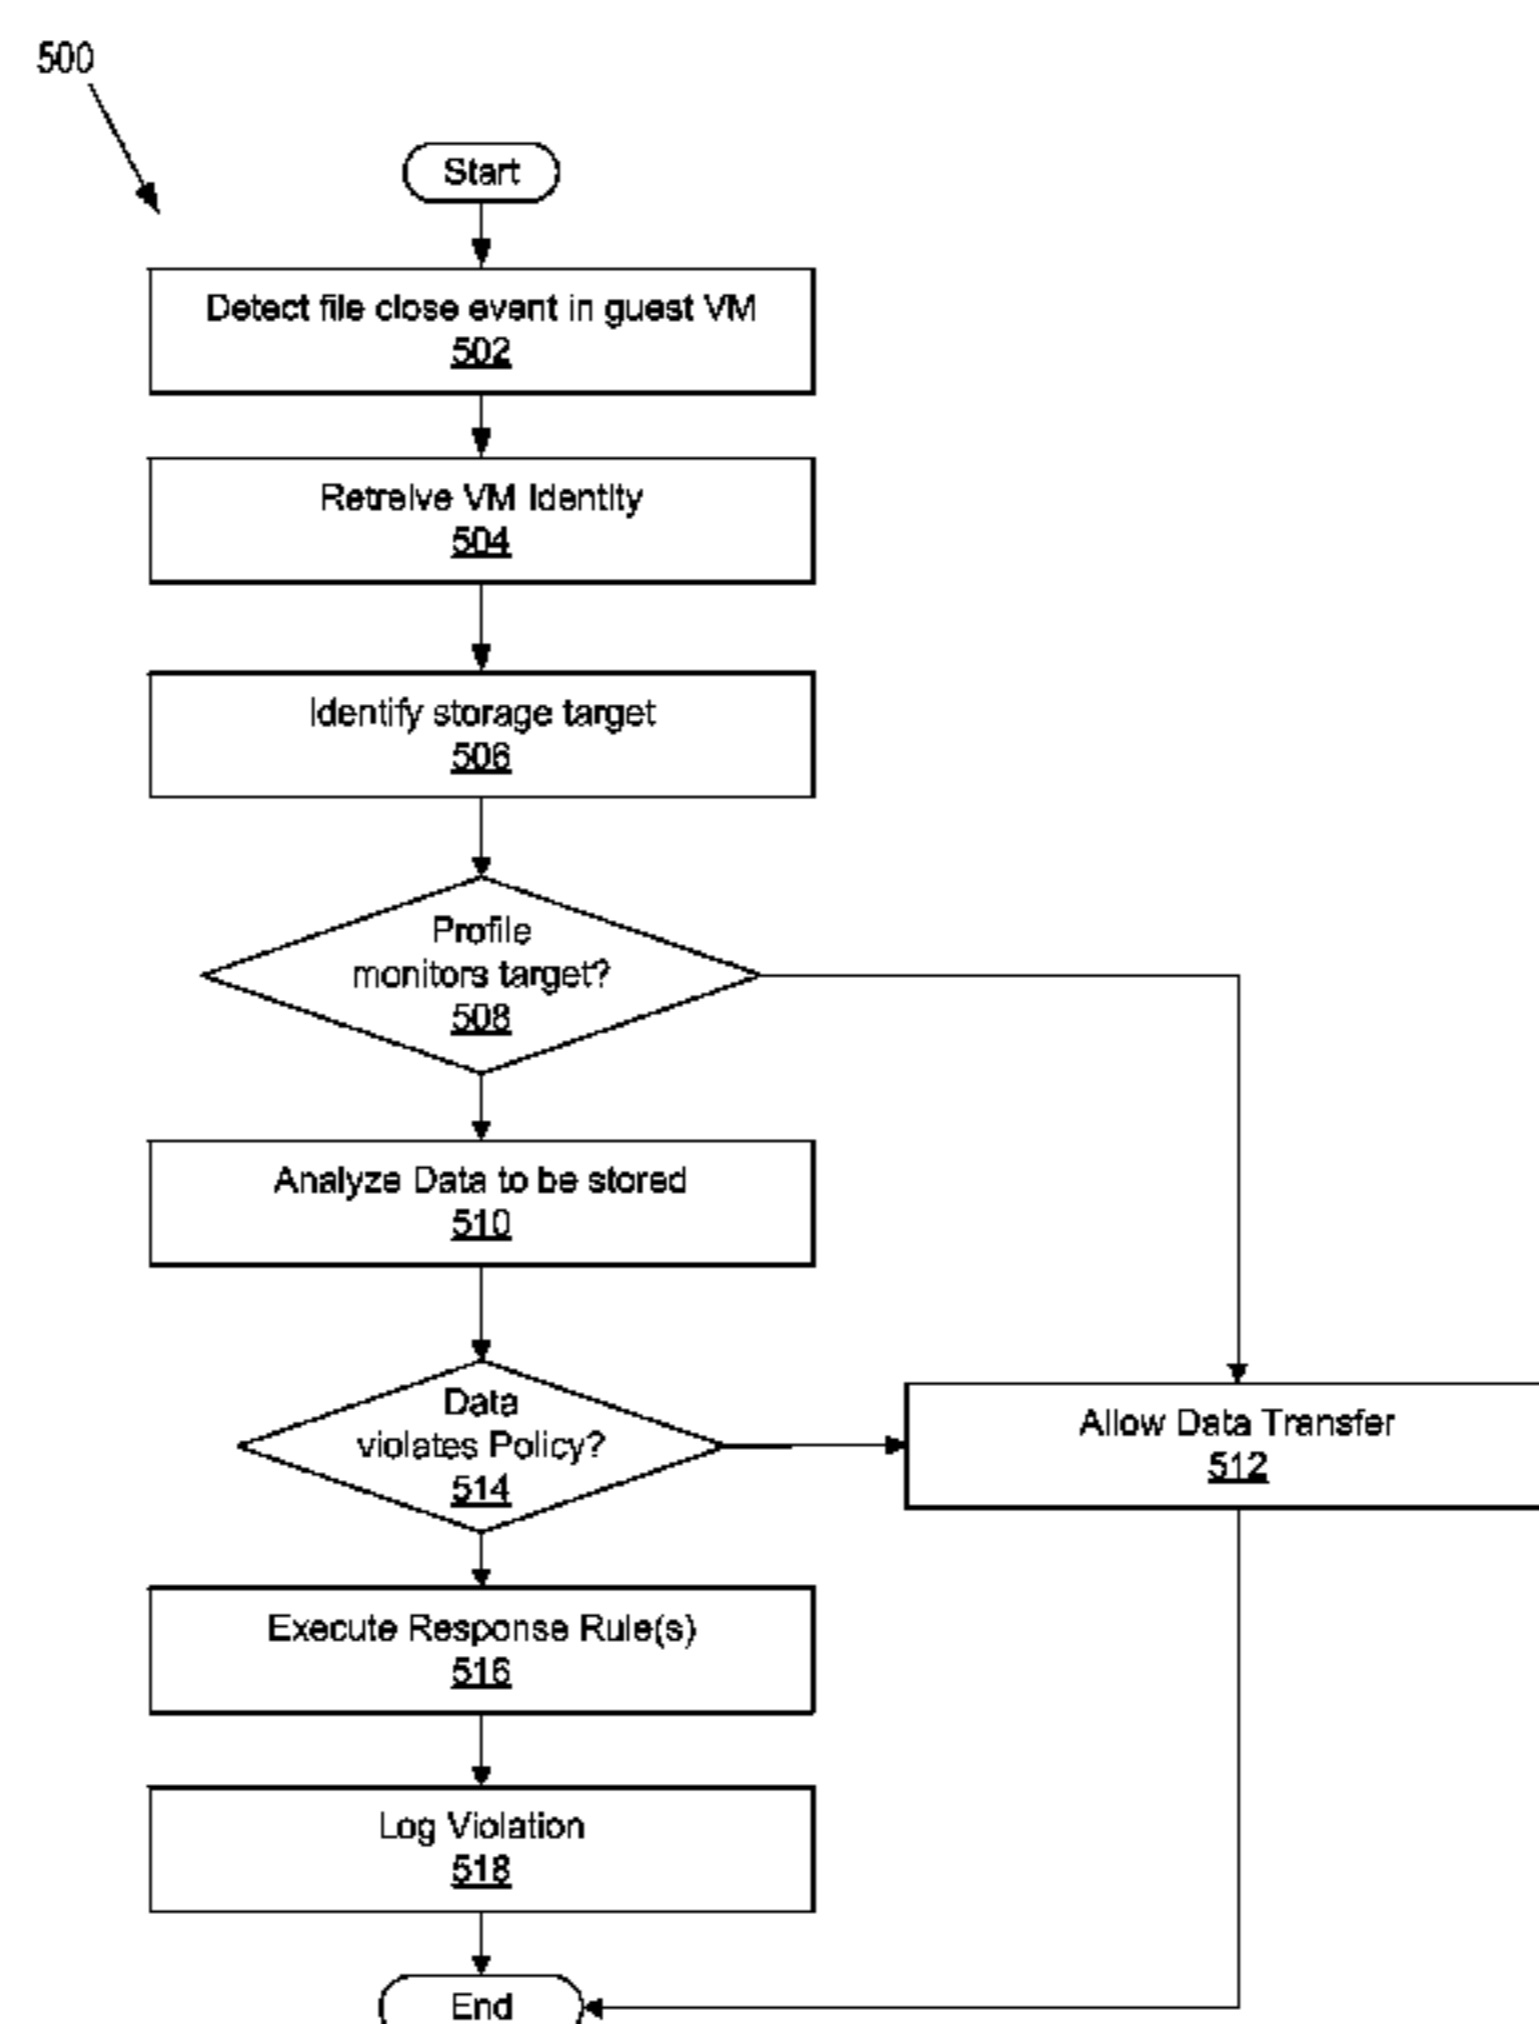 500
Start
Detect file close event in guest VM
502
Retreive VM Identity
504
Identify storage target
506
Profile
monitors target?
508
Analyze Data to be stored
510
Data
violates Policy?
514
Allow Data Transfer
512
Execute Response Rule(s)
516
Log Violation
518
End